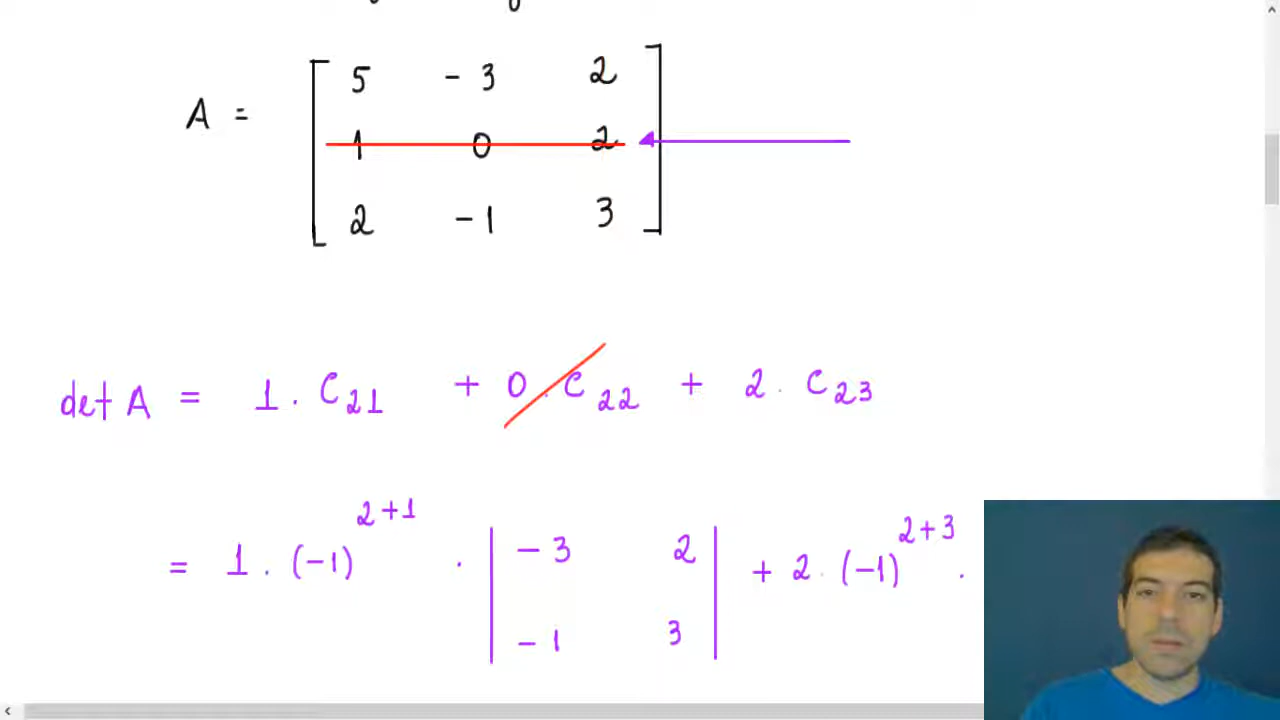 A = [ 5 -3 2
1 0 2
2 -1 3 ]
det A = 1 . C21 + 0 . C22 + 2 . C23
= 1 . (-1)^2+1 . | -3 2 | + 2 . (-1)^2+3 .
| -1 3 |